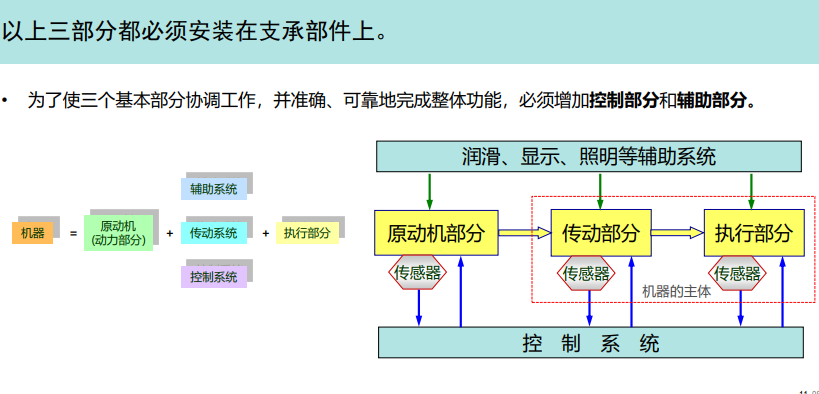 以上三部分都必须安装在支承部件上。
• 为了使三个基本部分协调工作，并准确、可靠地完成整体功能，必须增加控制部分和辅助部分。
辅助系统
机器 = 原动机 + 传动系统 + 执行部分
(动力部分)
控制系统
润滑、显示、照明等辅助系统
原动机部分 传动部分 执行部分
传感器 传感器 传感器
机器的主体
控 制 系 统